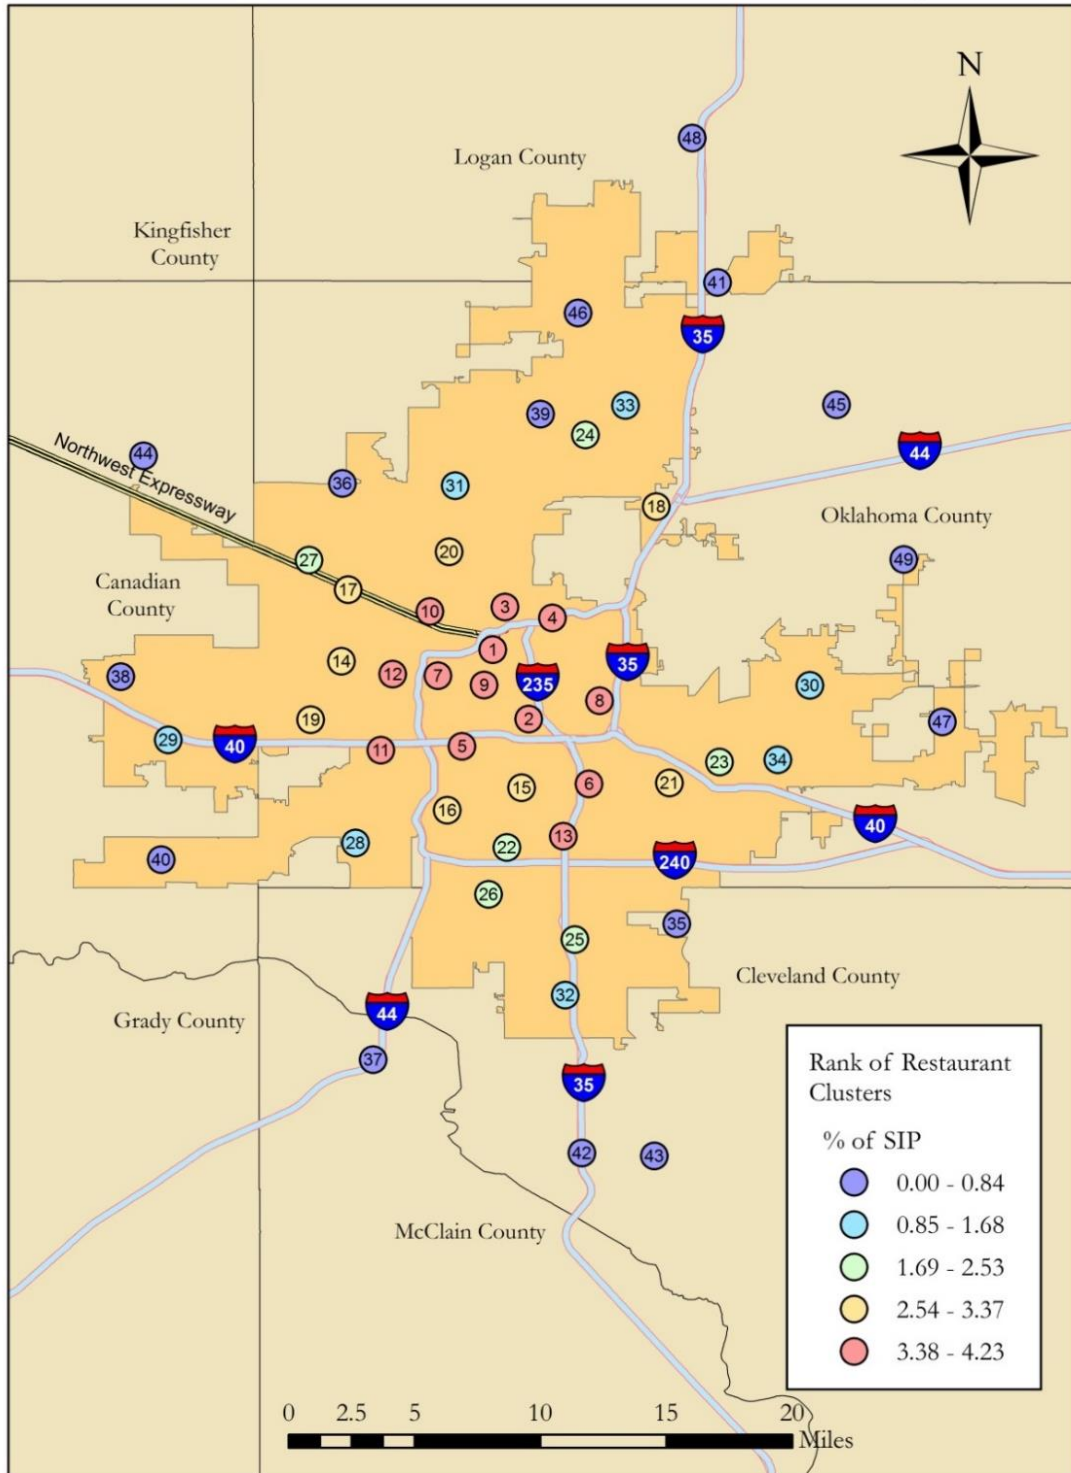 N
48
Logan County
Kingfisher
County
41
46
35
39
33
45
24
44
44
Northwest Expressway
36
31
18
Oklahoma County
20
49
27
Canadian
County
17
10
3
4
1
14
35
12
7
9
235
30
38
8
19
2
47
29
40
11
5
23
34
15
6
21
16
40
13
28
22
240
40
26
35
25
Cleveland County
32
44
Grady County
37
35
42
43
McClain County
Rank of Restaurant
Clusters
% of SIP
0.00 - 0.84
0.85 - 1.68
1.69 - 2.53
2.54 - 3.37
3.38 - 4.23
0 2.5 5 10 15 20
Miles